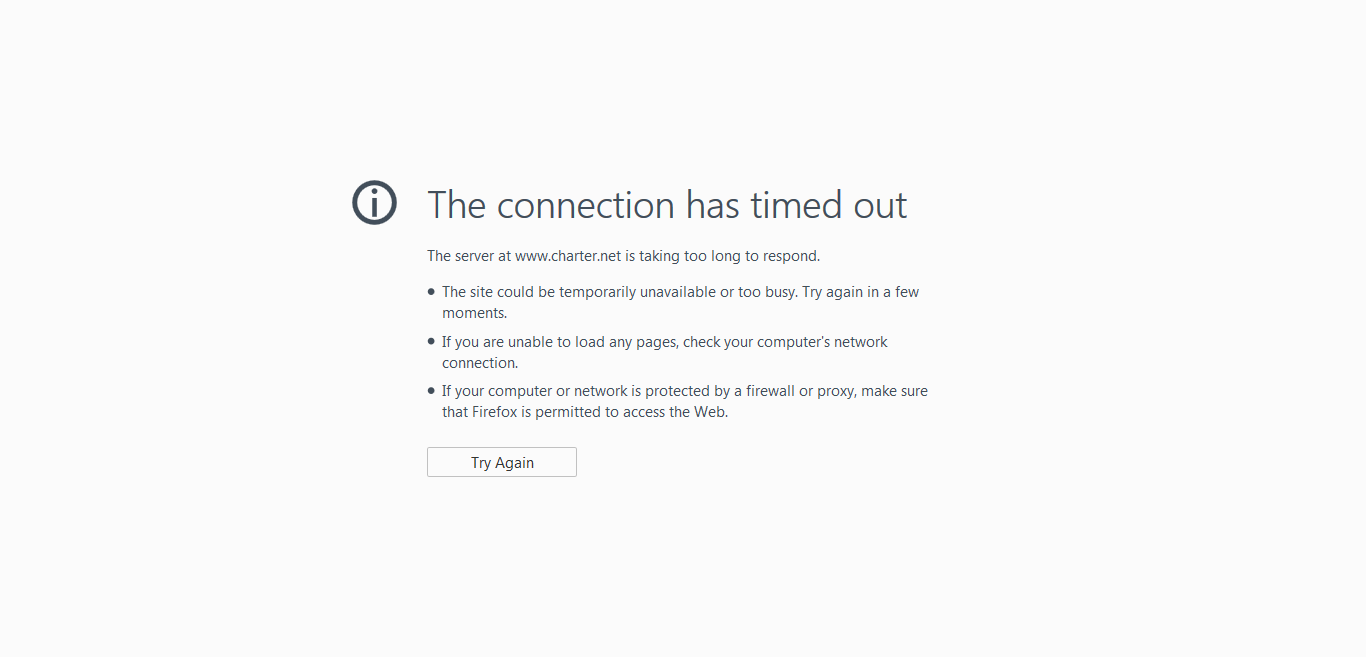 The connection has timed out
The server at www.charter.net is taking too long to respond.
The site could be temporarily unavailable or too busy. Try again in a few
moments.
If you are unable to load any pages, check your computer's network
connection.
If your computer or network is protected by a firewall or proxy, make sure
that Firefox is permitted to access the Web.
Try Again